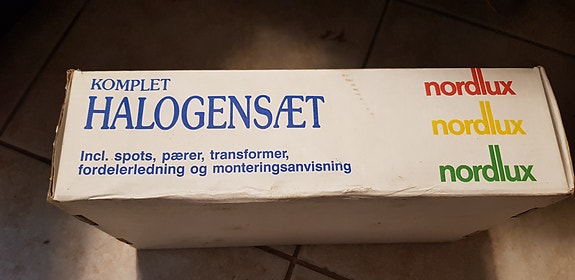 KOMPLET
HALOGENSÆT
Incl. spots, pærer, transformer,
fordelerledning og monteringsanvisning
nordlux
nordlux
nordlux